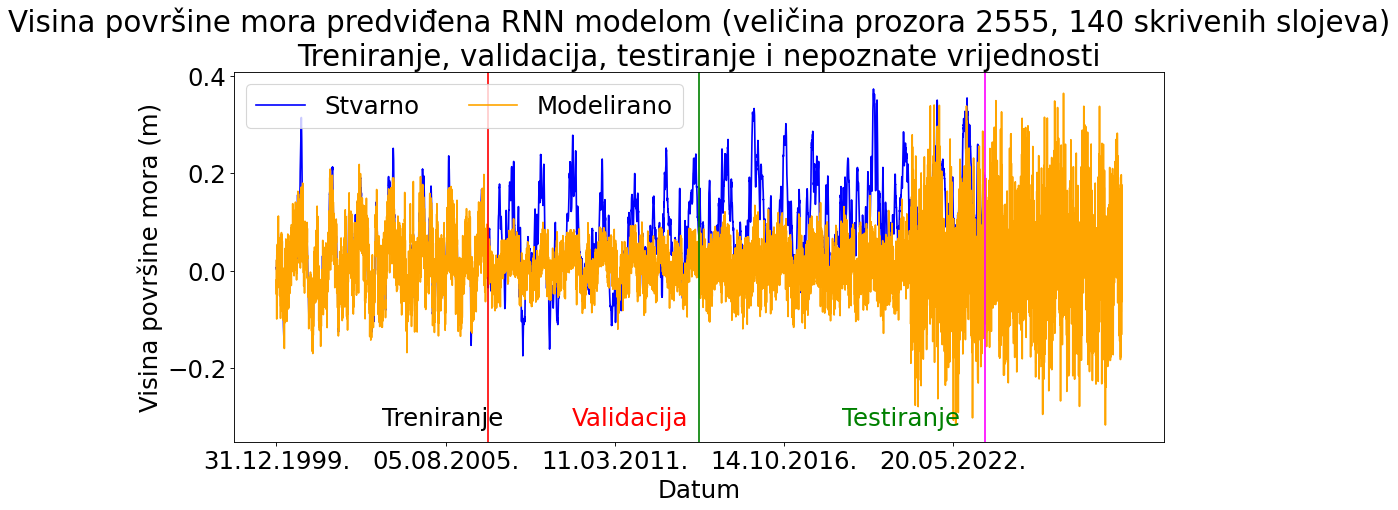 Visina površine mora predviđena RNN modelom (veličina prozora 2555, 140 skrivenih slojeva)
Treniranje, validacija, testiranje i nepoznate vrijednosti
Stvarno Modelirano
Visina površine mora (m)
0.4
0.2
0.0
−0.2
Treniranje Validacija Testiranje
31.12.1999. 05.08.2005. 11.03.2011. 14.10.2016. 20.05.2022.
Datum